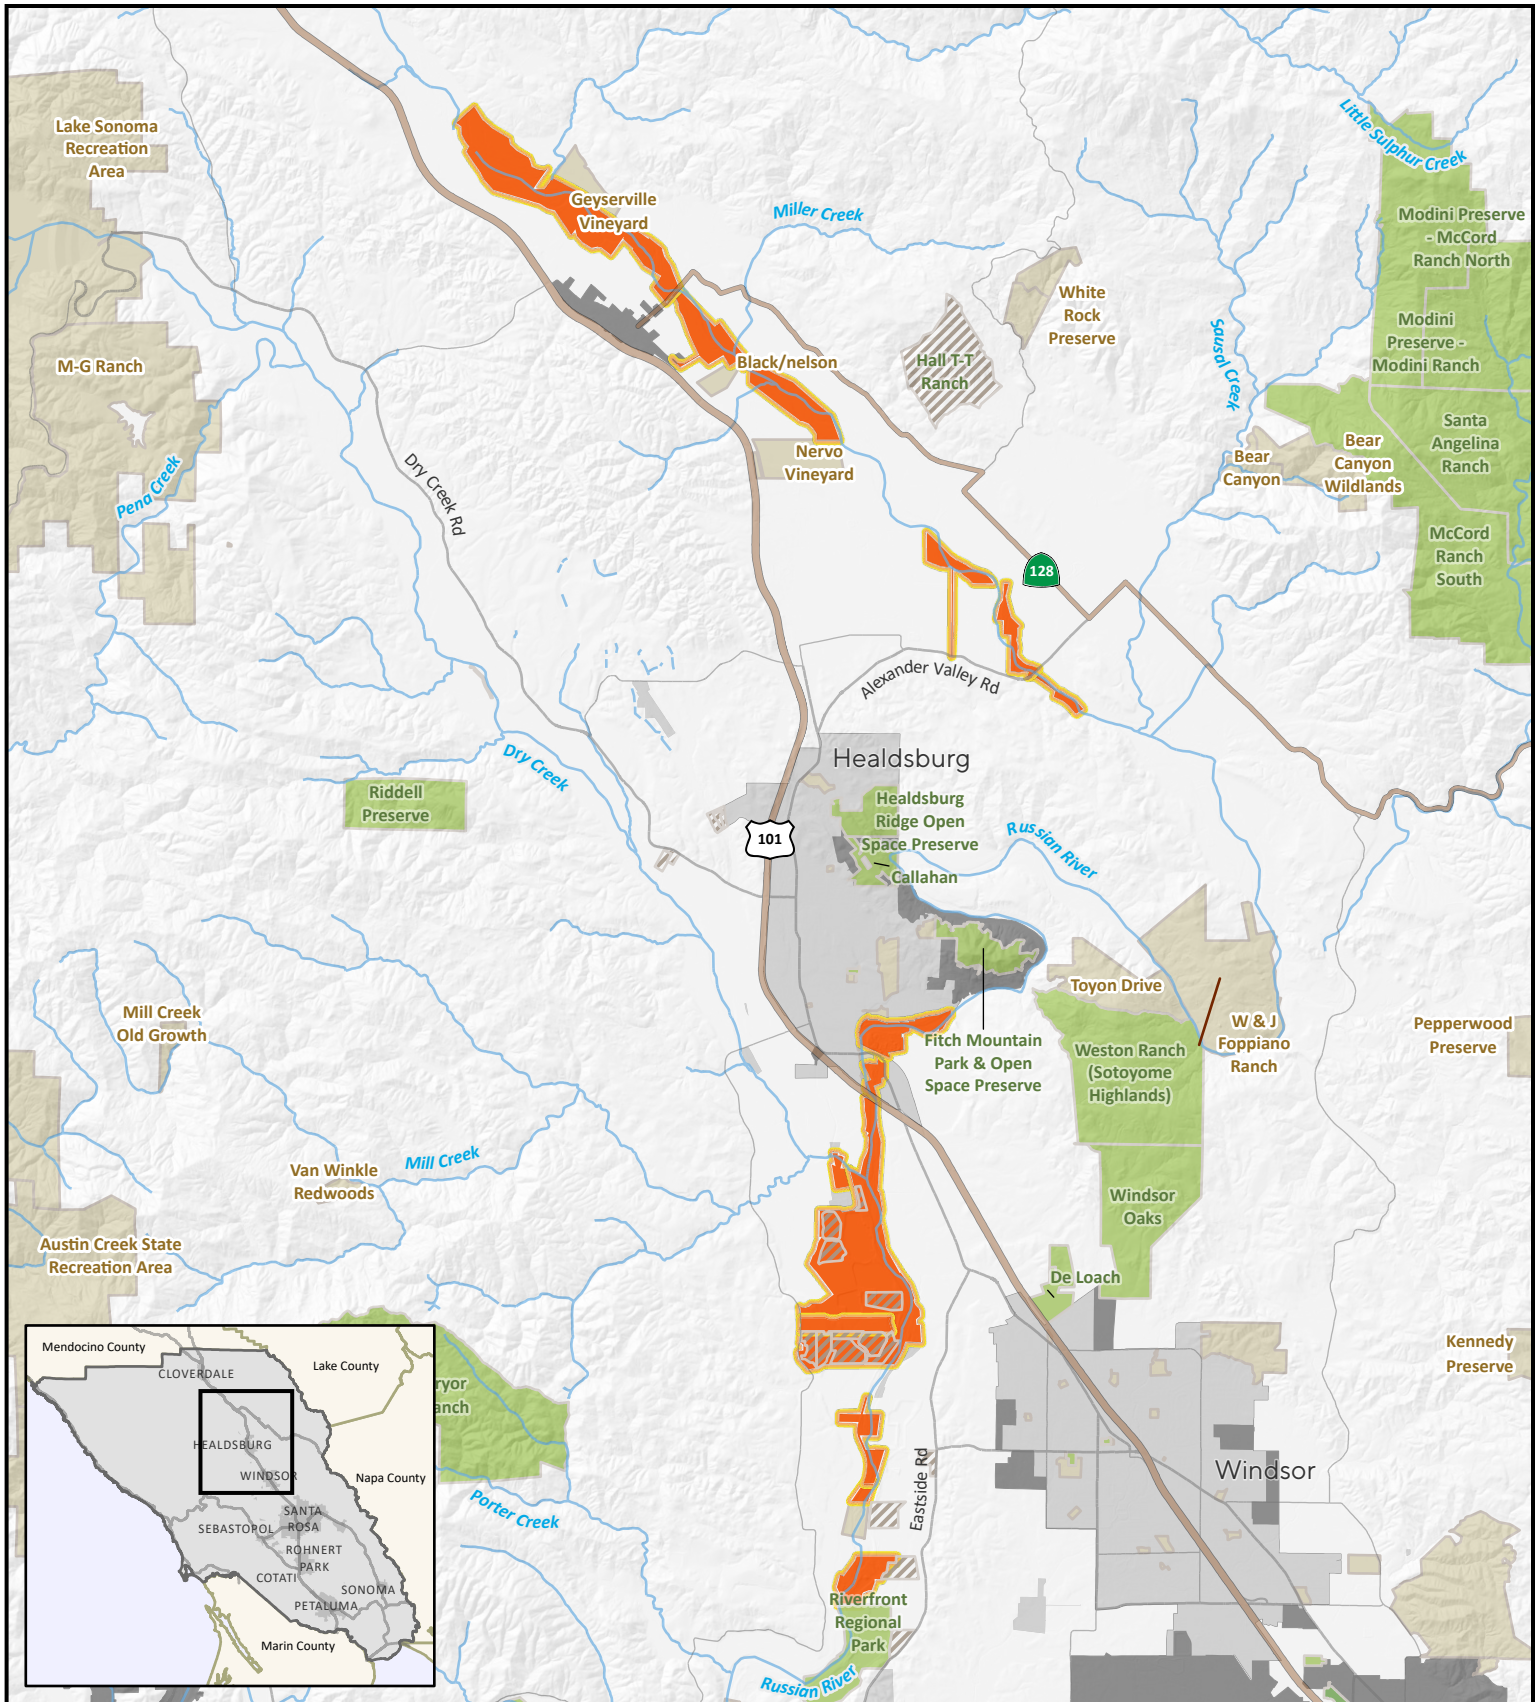 Lake Sonoma
Recreation
Area
Geyserville
Vineyard
Miller Creek
Little Sulphur Creek
Modini Preserve
- McCord
Ranch North
White
Rock
Preserve
Modini
Preserve -
Modini Ranch
Sausal Creek
M-G Ranch
Black/nelson
Hall T-T
Ranch
Santa
Angelina
Ranch
Nervo
Vineyard
Bear
Canyon
Bear
Canyon
Wildlands
Pena Creek
Dry Creek Rd
McCord
Ranch
South
128
Alexander Valley Rd
Healdsburg
Dry Creek
Riddell
Preserve
Healdsburg
Ridge Open
Space Preserve
101
Russian River
Callahan
Toyon Drive
Mill Creek
Old Growth
W & J
Foppiano
Ranch
Pepperwood
Preserve
Fitch Mountain
Park & Open
Space Preserve
Weston Ranch
(Sotoyome
Highlands)
Mill Creek
Van Winkle
Redwoods
Windsor
Oaks
Austin Creek State
Recreation Area
De Loach
Kennedy
Preserve
Mendocino County
Lake County
CLOVERDALE
ryor
anch
HEALDSBURG
WINDSOR
Napa County
SANTA
ROSA
SEBASTOPOL
ROHNERT
PARK
COTATI
SONOMA
PETALUMA
Marin County
Porter Creek
Eastside Rd
Windsor
Riverfront
Regional
Park
Russian River